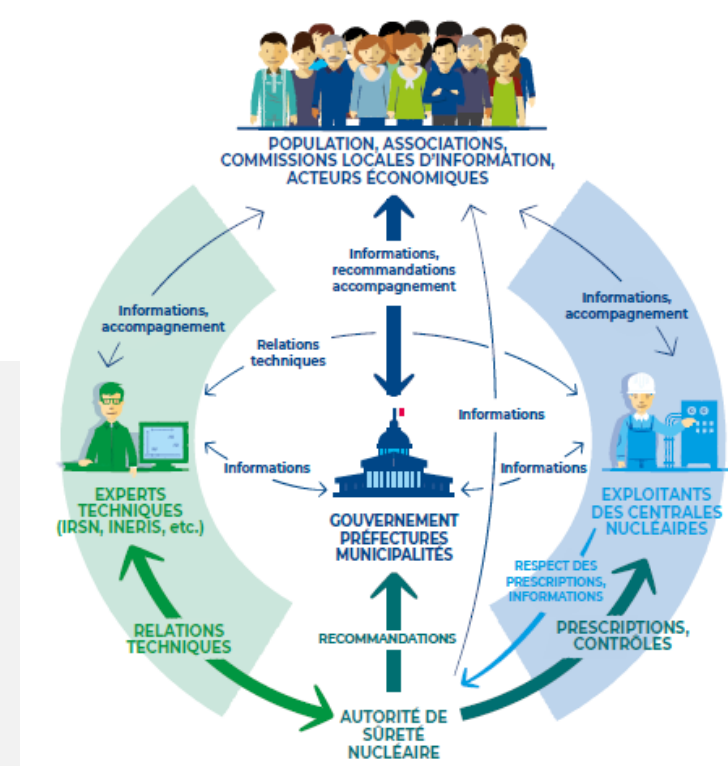 POPULATION, ASSOCIATIONS,
COMMISSIONS LOCALES D'INFORMATION,
ACTEURS ÉCONOMIQUES
Informations,
recommandations
accompagnement
Informations,
accompagnement
Informations,
accompagnement
Relations
techniques
Informations
Informations
Informations
EXPERTS
TECHNIQUES
(IRSN, INERIS, etc.)
GOUVERNEMENT
PRÉFECTURES
MUNICIPALITÉS
EXPLOITANTS
DES CENTRALES
NUCLÉAIRES
RESPECT DES
PRESCRIPTIONS,
INFORMATIONS
RELATIONS
TECHNIQUES
RECOMMANDATIONS
PRESCRIPTIONS,
CONTRÔLES
AUTORITÉ DE
SÛRETÉ
NUCLÉAIRE